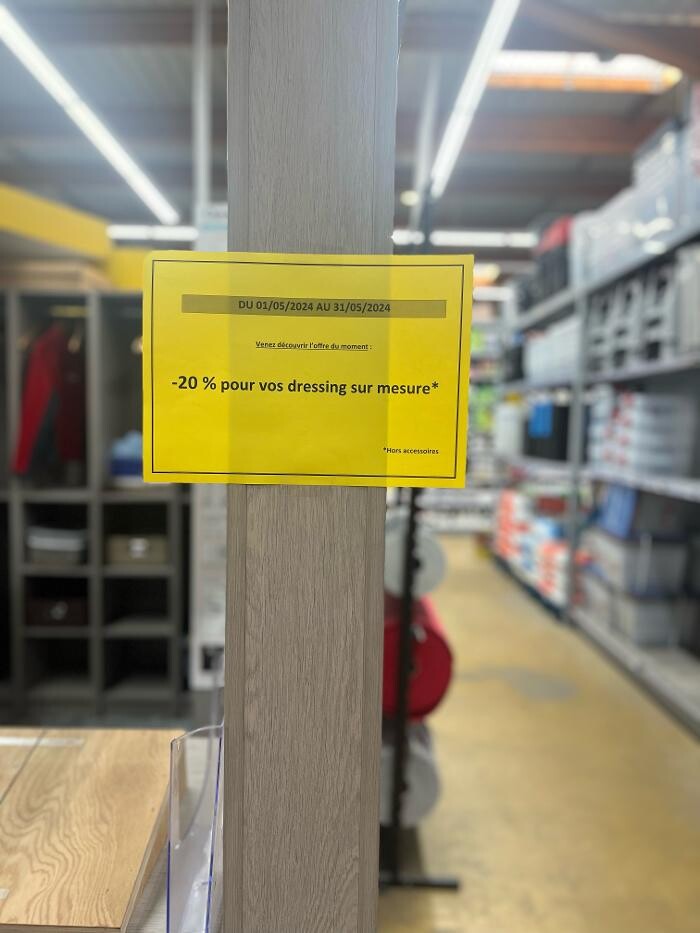 DU 01/05/2024 AU 31/05/2024
Venez découvrir l'offre du moment :
-20 % pour vos dressing sur mesure*
*Hors accessoires